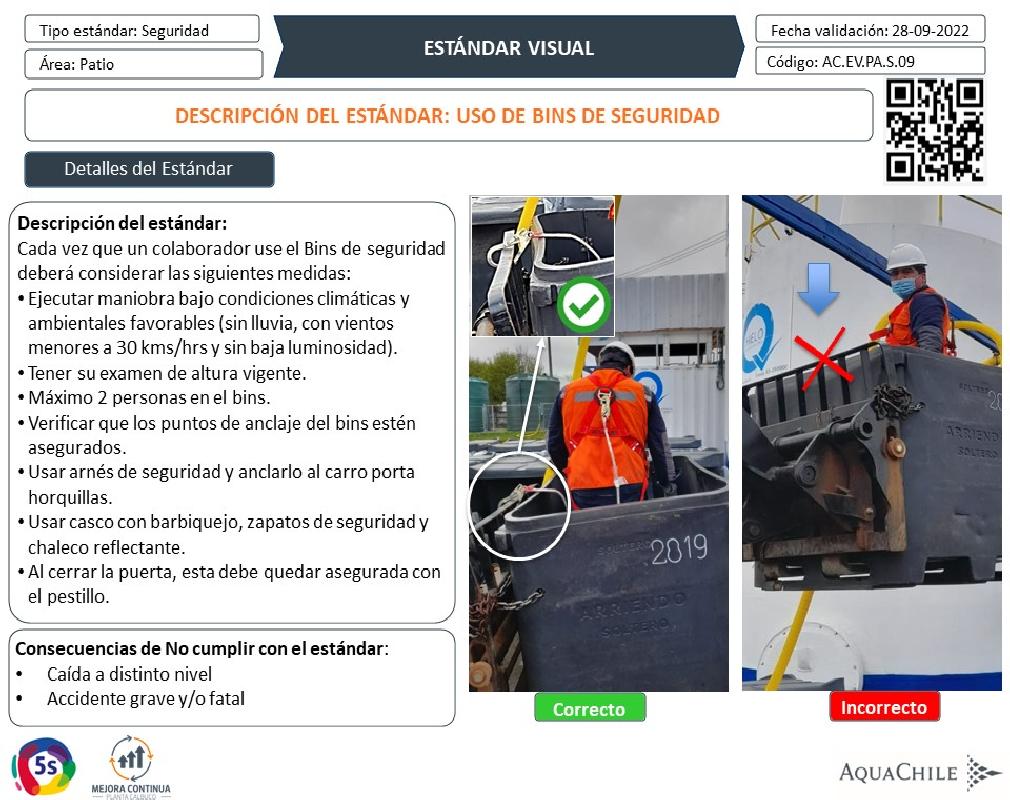 Tipo estándar: Seguridad
Área: Patio
ESTÁNDAR VISUAL
Fecha validación: 28-09-2022
Código: AC.EV.PA.S.09
DESCRIPCIÓN DEL ESTÁNDAR: USO DE BINS DE SEGURIDAD
Detalles del Estándar
Descripción del estándar:
Cada vez que un colaborador use el Bins de seguridad
deberá considerar las siguientes medidas:
• Ejecutar maniobra bajo condiciones climáticas y
ambientales favorables (sin lluvia, con vientos
menores a 30 kms/hrs y sin baja luminosidad).
• Tener su examen de altura vigente.
• Máximo 2 personas en el bins.
• Verificar que los puntos de anclaje del bins estén
asegurados.
• Usar arnés de seguridad y anclarlo al carro porta
horquillas.
• Usar casco con barbiquejo, zapatos de seguridad y
chaleco reflectante.
• Al cerrar la puerta, esta debe quedar asegurada con
el pestillo.
Consecuencias de No cumplir con el estándar:
• Caída a distinto nivel
• Accidente grave y/o fatal
SOLTERO
2019
ARRIENDO
SOLTERO
Correcto
HELO
SOLTERO
20
ARRIENDO
SOLTERO
Incorrecto
5s
MEJORA CONTINUA
PLANTA CALBUCO
AQUACHILE